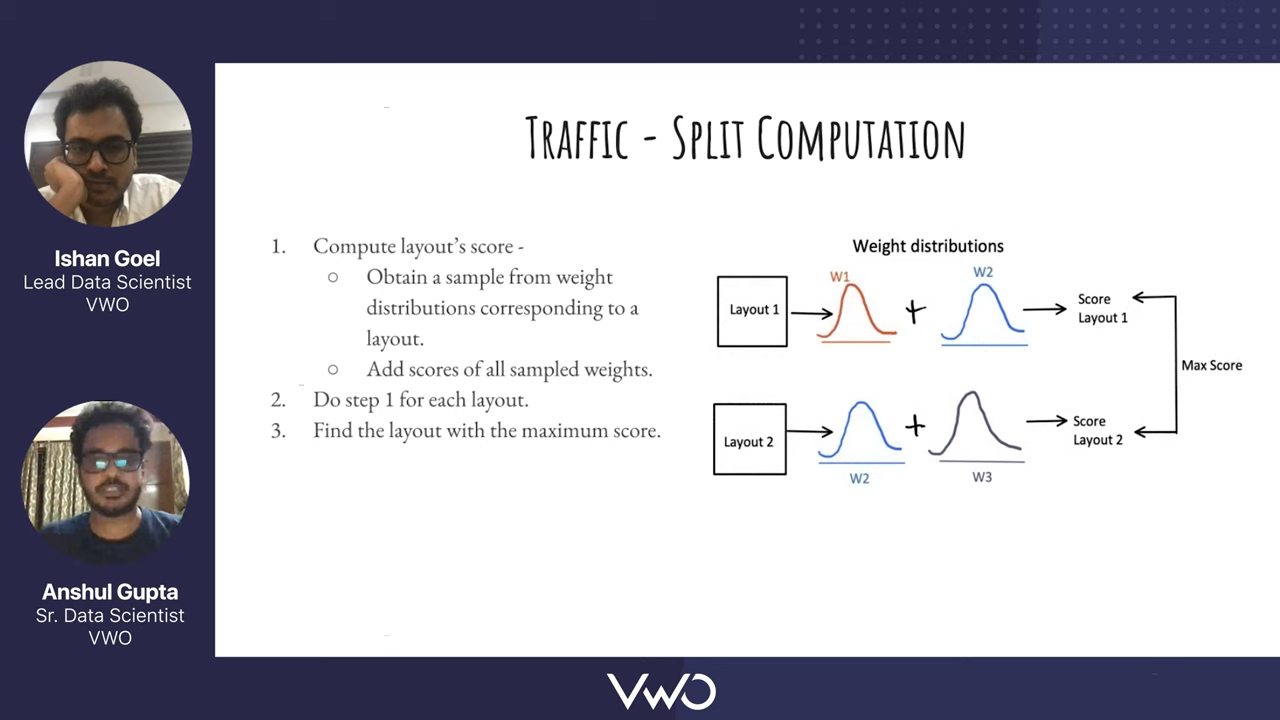 Ishan Goel
Lead Data Scientist
VWO
Anshul Gupta
Sr. Data Scientist
VWO
TRAFFIC - SPLIT COMPUTATION
1. Compute layout's score -
○ Obtain a sample from weight
distributions corresponding to a
layout.
○ Add scores of all sampled weights.
2. Do step 1 for each layout.
3. Find the layout with the maximum score.
Weight distributions
W1
W2
Layout 1
+
Score
Layout 1
Max Score
Layout 2
+
Score
Layout 2
W2
W3
VWO